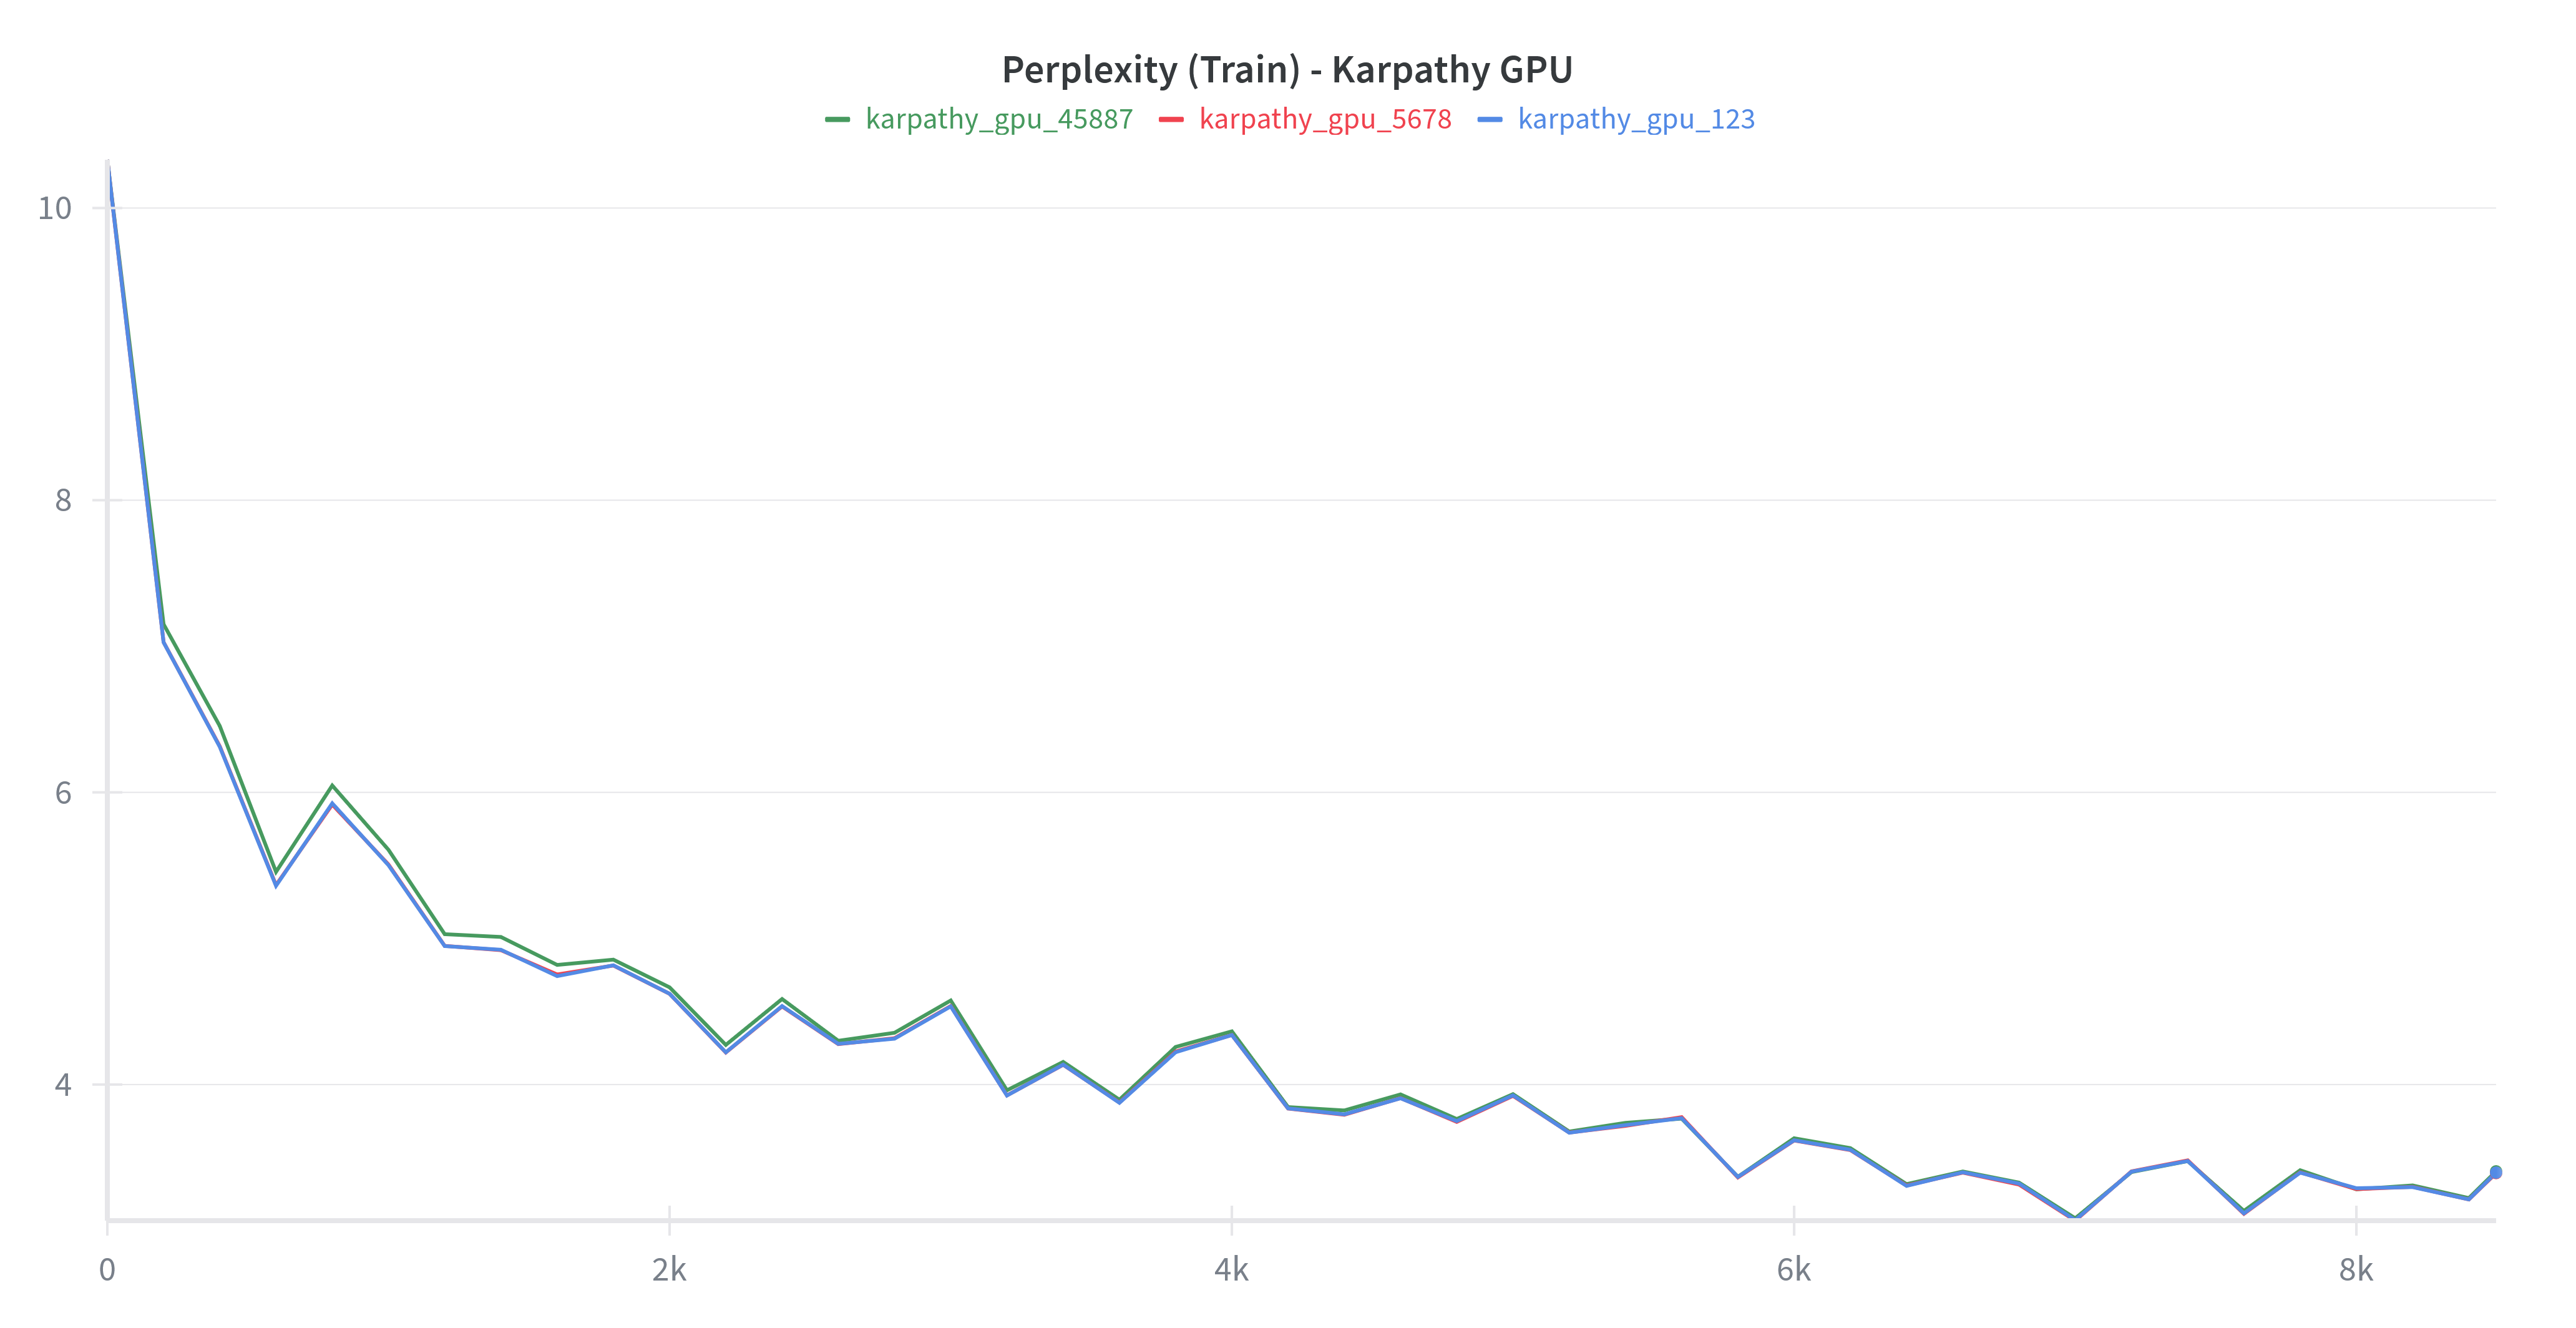 Perplexity (Train) - Karpathy GPU
karpathy_gpu_45887 karpathy_gpu_5678 karpathy_gpu_123
10
8
6
4
0 2k 4k 6k 8k